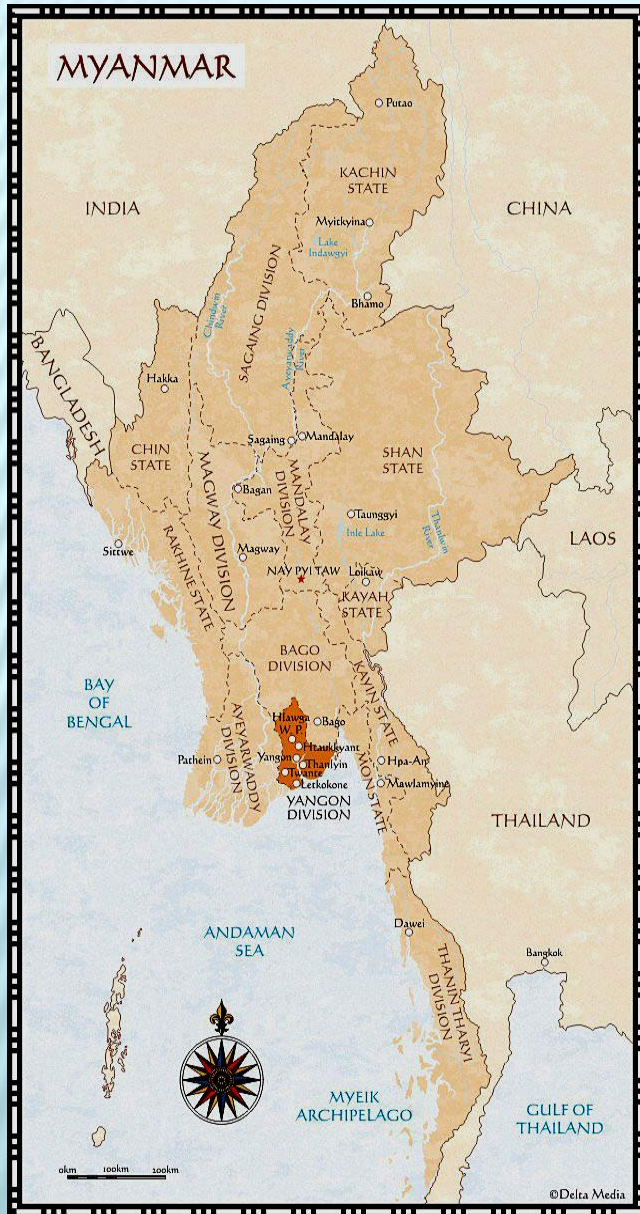 MYANMAR
Putao
KACHIN
STATE
INDIA
CHINA
Myitkyina
Lake
Indawgyi
Bhamo
Chindwin
River
SAGAING DIVISION
Ayeyarwaddy
River
BANGLADESH
Hakka
CHIN
STATE
Sagaing
Mandalay
SHAN
STATE
MAGWAY DIVISION
MANDALAY
DIVISION
Bagan
Taunggyi
Inle Lake
Thanlwin
River
LAOS
Sittwe
RAKHINE STATE
Magway
NAY PYI TAW
Loikaw
KAYAH
STATE
BAGO
DIVISION
KAYIN STATE
BAY
OF
BENGAL
AYEYARWADDY
DIVISION
Hlawga
W. P.
Bago
Htaukkyant
Pathein
Yangon
Thanlyin
Twante
Letkokone
YANGON
DIVISION
MON STATE
Hpa-An
Mawlamyine
THAILAND
ANDAMAN
SEA
Dawei
Bangkok
THANIN THARYI
DIVISION
MYEIK
ARCHIPELAGO
GULF OF
THAILAND
0km 100km 200km
©Delta Media